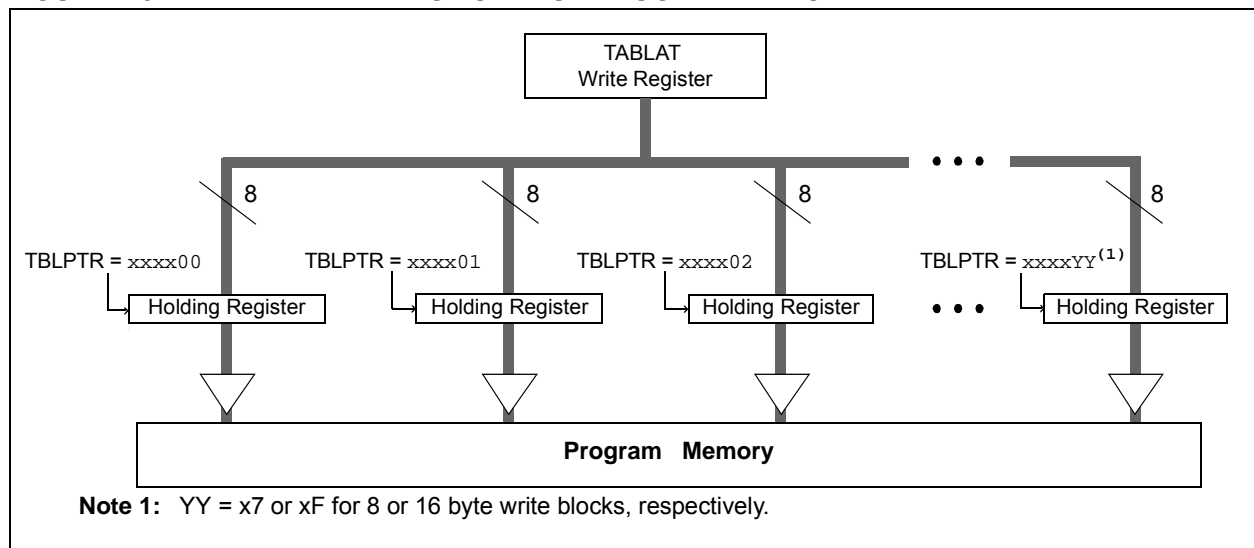 TABLAT
Write Register
8 8 8 8
TBLPTR = xxxx00 TBLPTR = xxxx01 TBLPTR = xxxx02 TBLPTR = xxxxYY(1)
Holding Register Holding Register Holding Register Holding Register
Program Memory
Note 1: YY = x7 or xF for 8 or 16 byte write blocks, respectively.